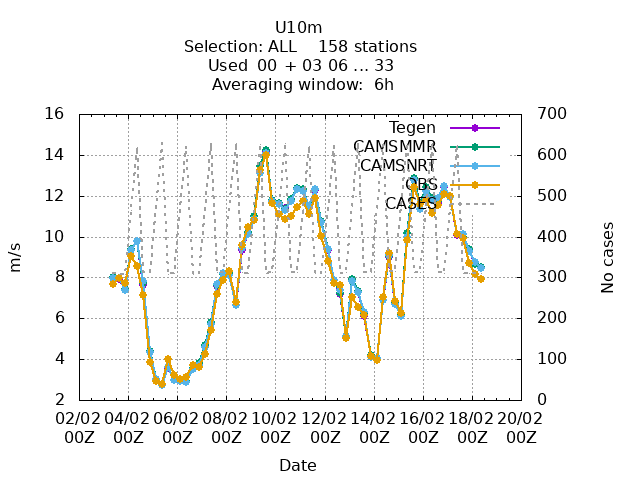 U10m
Selection: ALL    158 stations
Used  00 + 03 06 ... 33
Averaging window:  6h
16 700
Tegen
CAMSMMR
14 600
CAMSNRT
OBS
12 500
CASES
10 400
m/s
No cases
8 300
6 200
4 100
2 0
02/02 04/02 06/02 08/02 10/02 12/02 14/02 16/02 18/02 20/02
00Z 00Z 00Z 00Z 00Z 00Z 00Z 00Z 00Z 00Z
Date